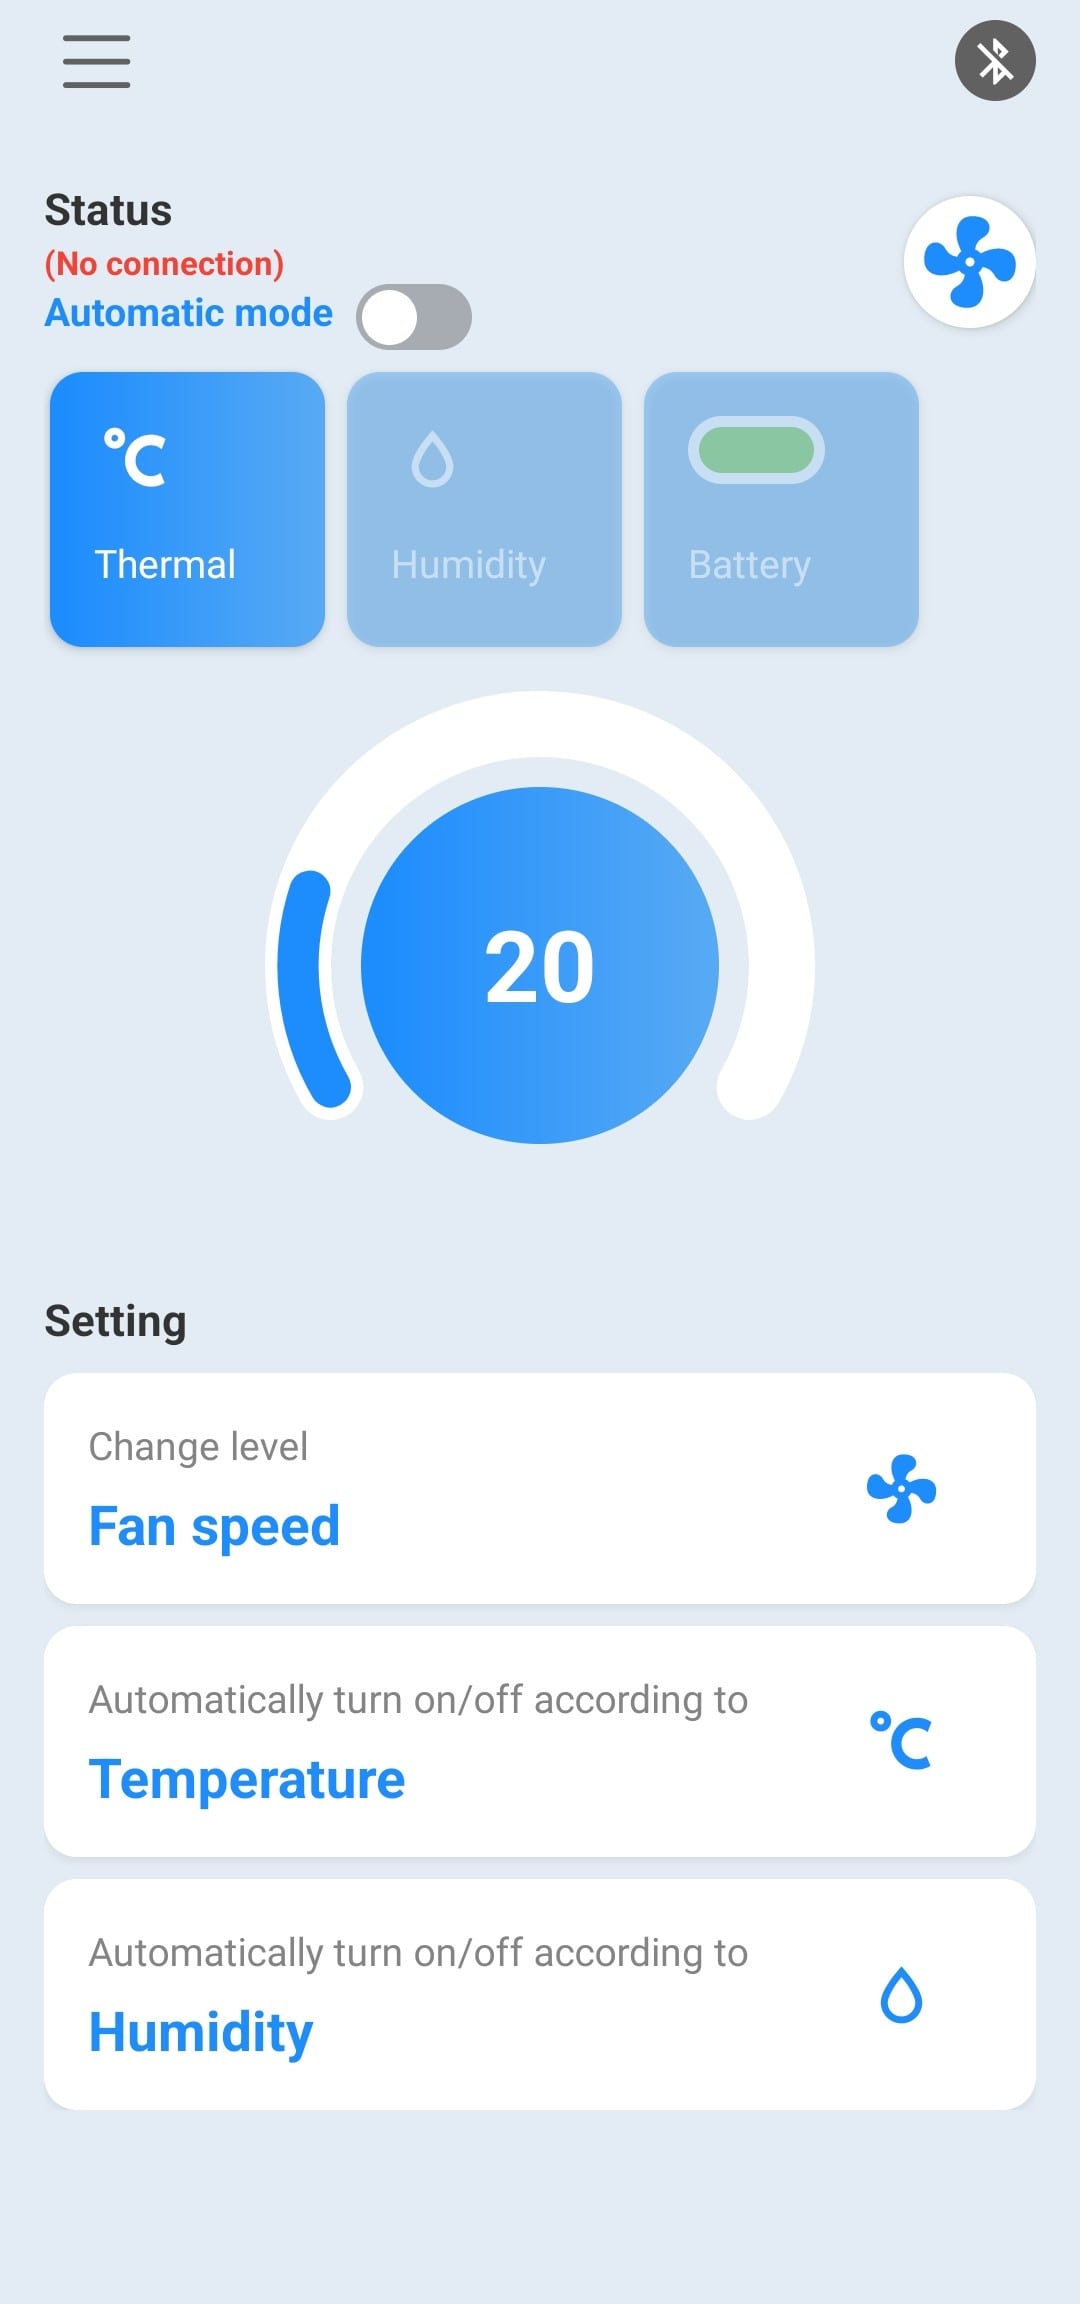 Status
(No connection)
Automatic mode
°C
Thermal
Humidity
Battery
20
Setting
Change level
Fan speed
Automatically turn on/off according to
Temperature
°C
Automatically turn on/off according to
Humidity